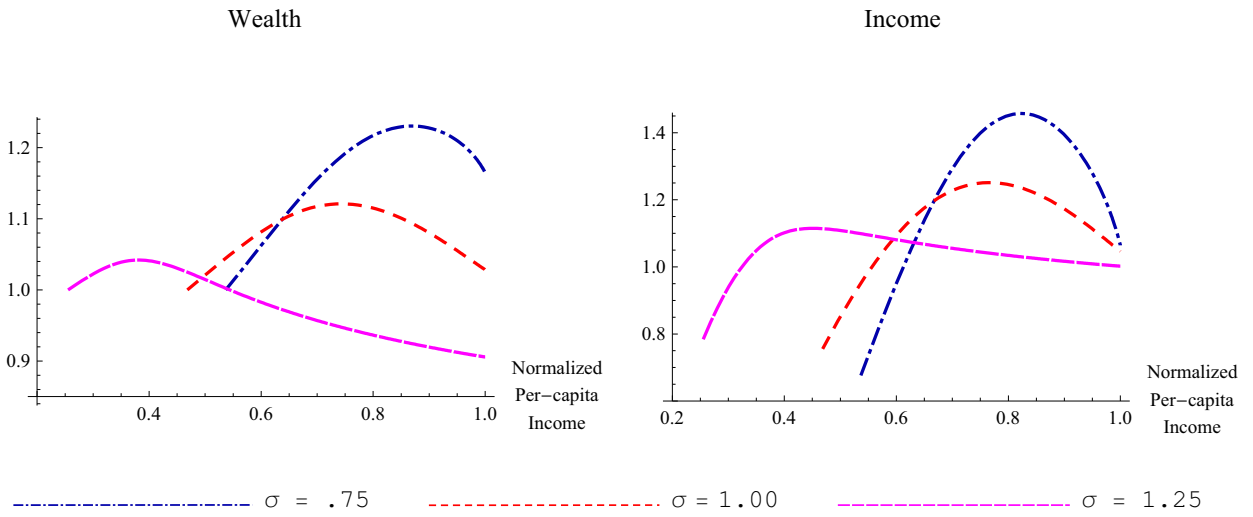 Wealth
Income
1.2
1.1
1.0
0.9
0.4
0.6
0.8
1.0
Normalized
Per−capita
Income
1.4
1.2
1.0
0.8
0.2
0.4
0.6
0.8
1.0
Normalized
Per−capita
Income
σ = .75
σ = 1.00
σ = 1.25